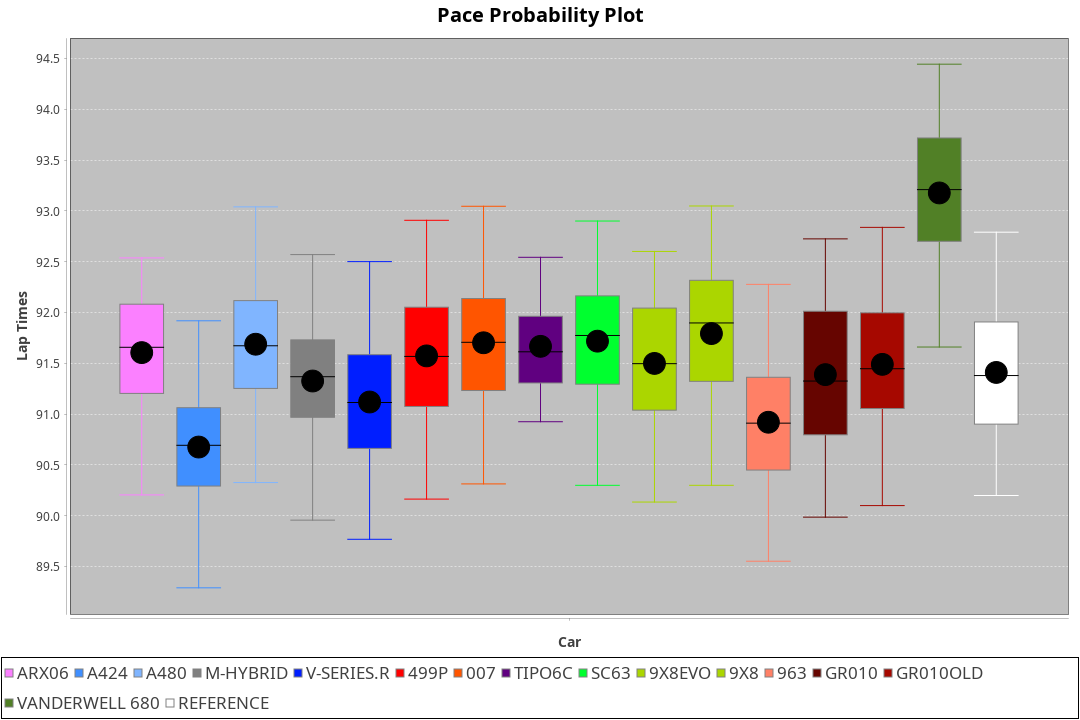 Pace Probability Plot
94.5
94.0
93.5
93.0
92.5
92.0
91.5
91.0
90.5
90.0
89.5
Lap Times
Car
ARX06 A424 A480 M-HYBRID V-SERIES.R 499P 007 TIPO6C SC63 9X8EVO 9X8 963 GR010 GR010OLD
VANDERWELL 680 REFERENCE